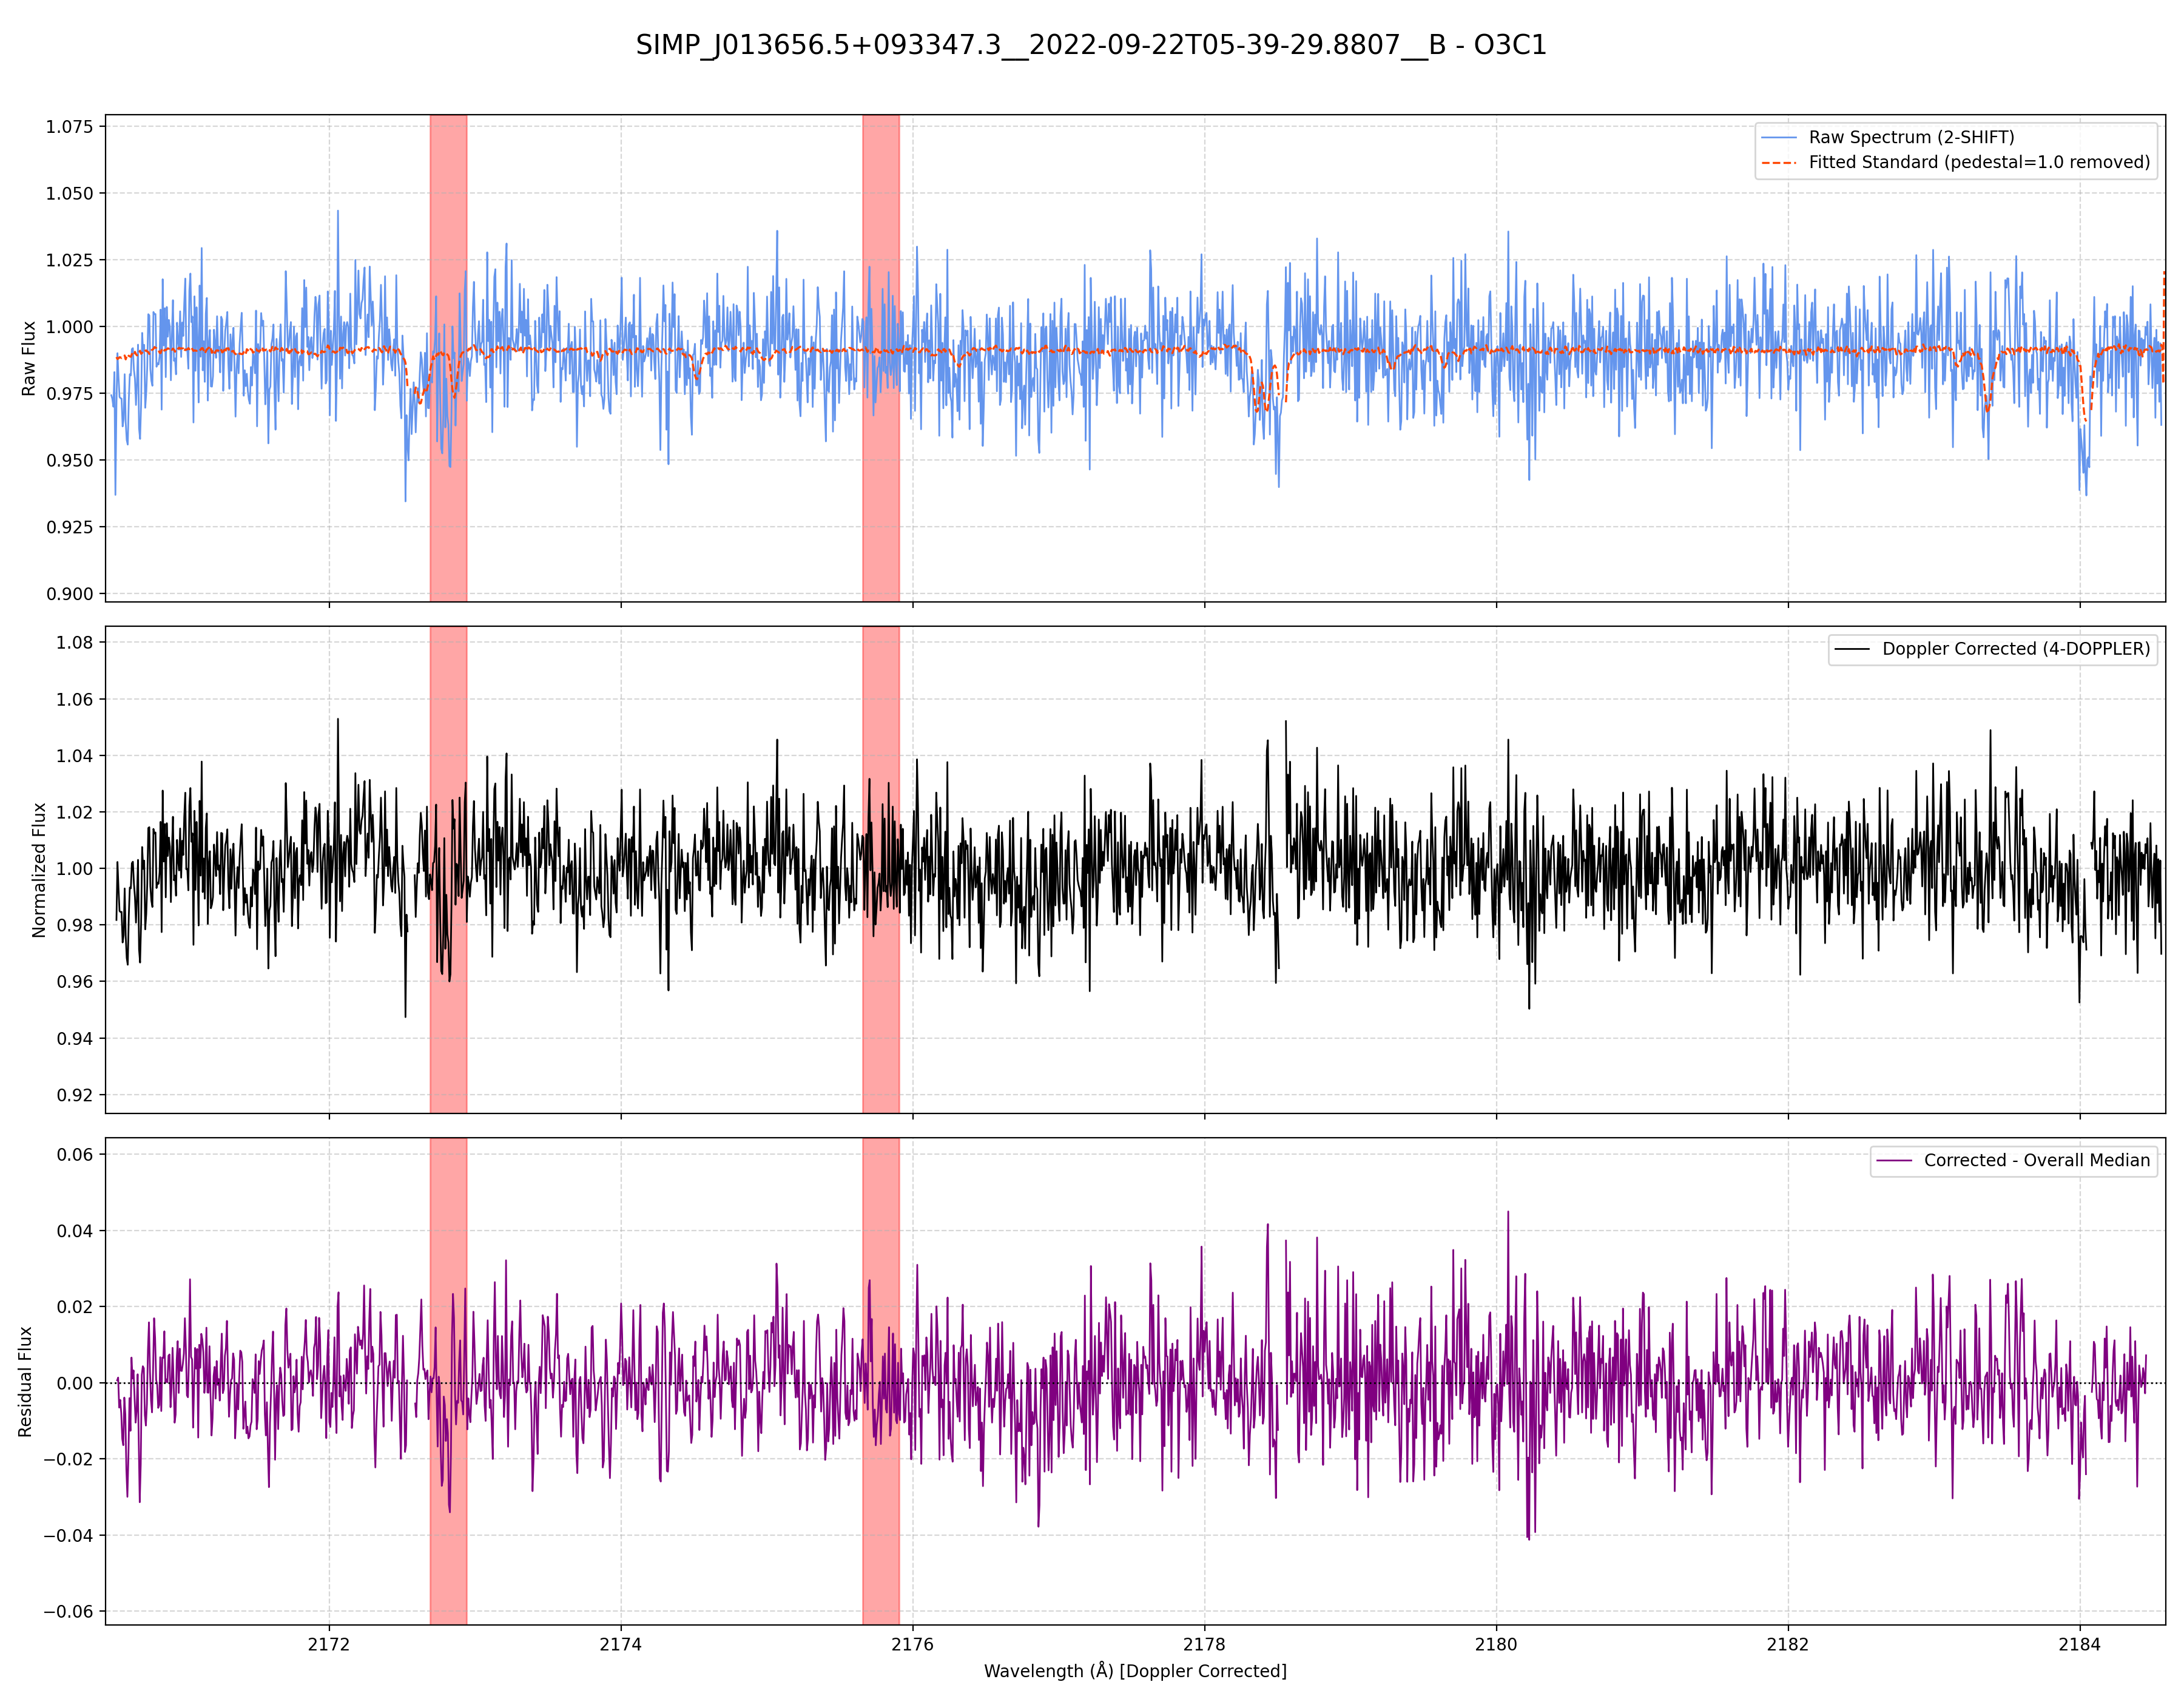 SIMP_J013656.5+093347.3__2022-09-22T05-39-29.8807__B - O3C1
Raw Flux
1.075
1.050
1.025
1.000
0.975
0.950
0.925
0.900
Raw Spectrum (2-SHIFT)
Fitted Standard (pedestal=1.0 removed)
Normalized Flux
1.08
1.06
1.04
1.02
1.00
0.98
0.96
0.94
0.92
Doppler Corrected (4-DOPPLER)
Residual Flux
0.06
0.04
0.02
0.00
−0.02
−0.04
−0.06
Corrected - Overall Median
2172 2174 2176 2178 2180 2182 2184
Wavelength (Å) [Doppler Corrected]